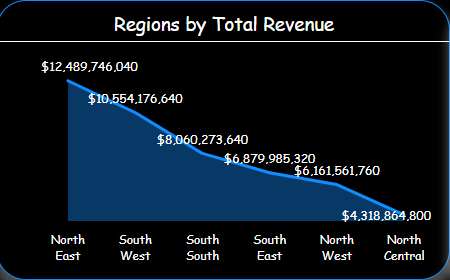 Regions by Total Revenue
$12,489,746,040
$10,554,176,640
$8,060,273,640
$6,879,985,320
$6,161,561,760
$4,318,864,800
North East
South West
South South
South East
North West
North Central